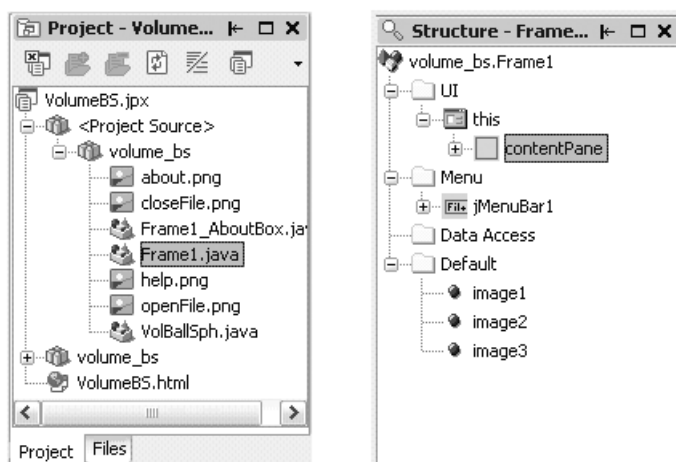 Project - Volume...
VolumeBS.jpx
<Project Source>
volume_bs
about.png
closeFile.png
Frame1_AboutBox.ja
Frame1.java
help.png
openFile.png
VolBallSph.java
volume_bs
VolumeBS.html
Project Files
Structure - Frame...
volume_bs.Frame1
UI
this
contentPane
Menu
File jMenuBar1
Data Access
Default
image1
image2
image3